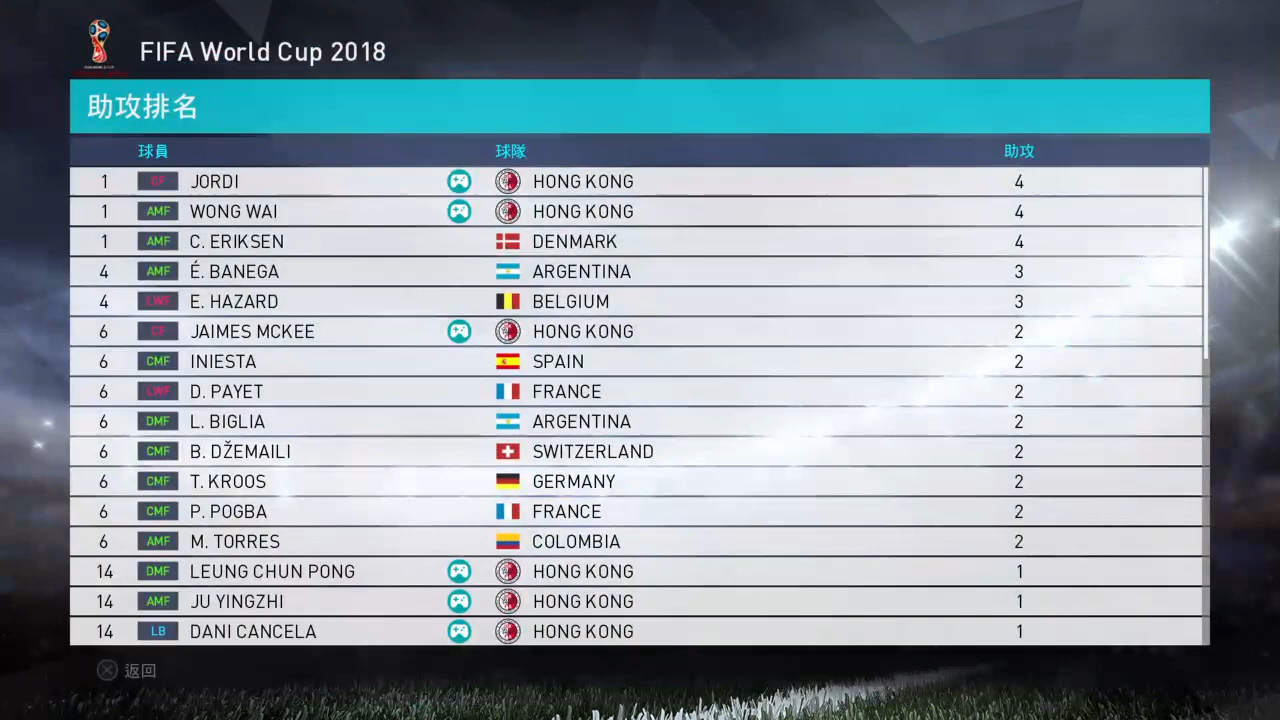 FIFA World Cup 2018
助攻排名
球員 球隊 助攻
1 CF JORDI HONG KONG 4
1 AMF WONG WAI HONG KONG 4
1 AMF C. ERIKSEN DENMARK 4
4 AMF É. BANEGA ARGENTINA 3
4 LWF E. HAZARD BELGIUM 3
6 CF JAIMES MCKEE HONG KONG 2
6 CMF INIESTA SPAIN 2
6 LWF D. PAYET FRANCE 2
6 DMF L. BIGLIA ARGENTINA 2
6 CMF B. DŽEMAILI SWITZERLAND 2
6 CMF T. KROOS GERMANY 2
6 CMF P. POGBA FRANCE 2
6 AMF M. TORRES COLOMBIA 2
14 DMF LEUNG CHUN PONG HONG KONG 1
14 AMF JU YINGZHI HONG KONG 1
14 LB DANI CANCELA HONG KONG 1
返回